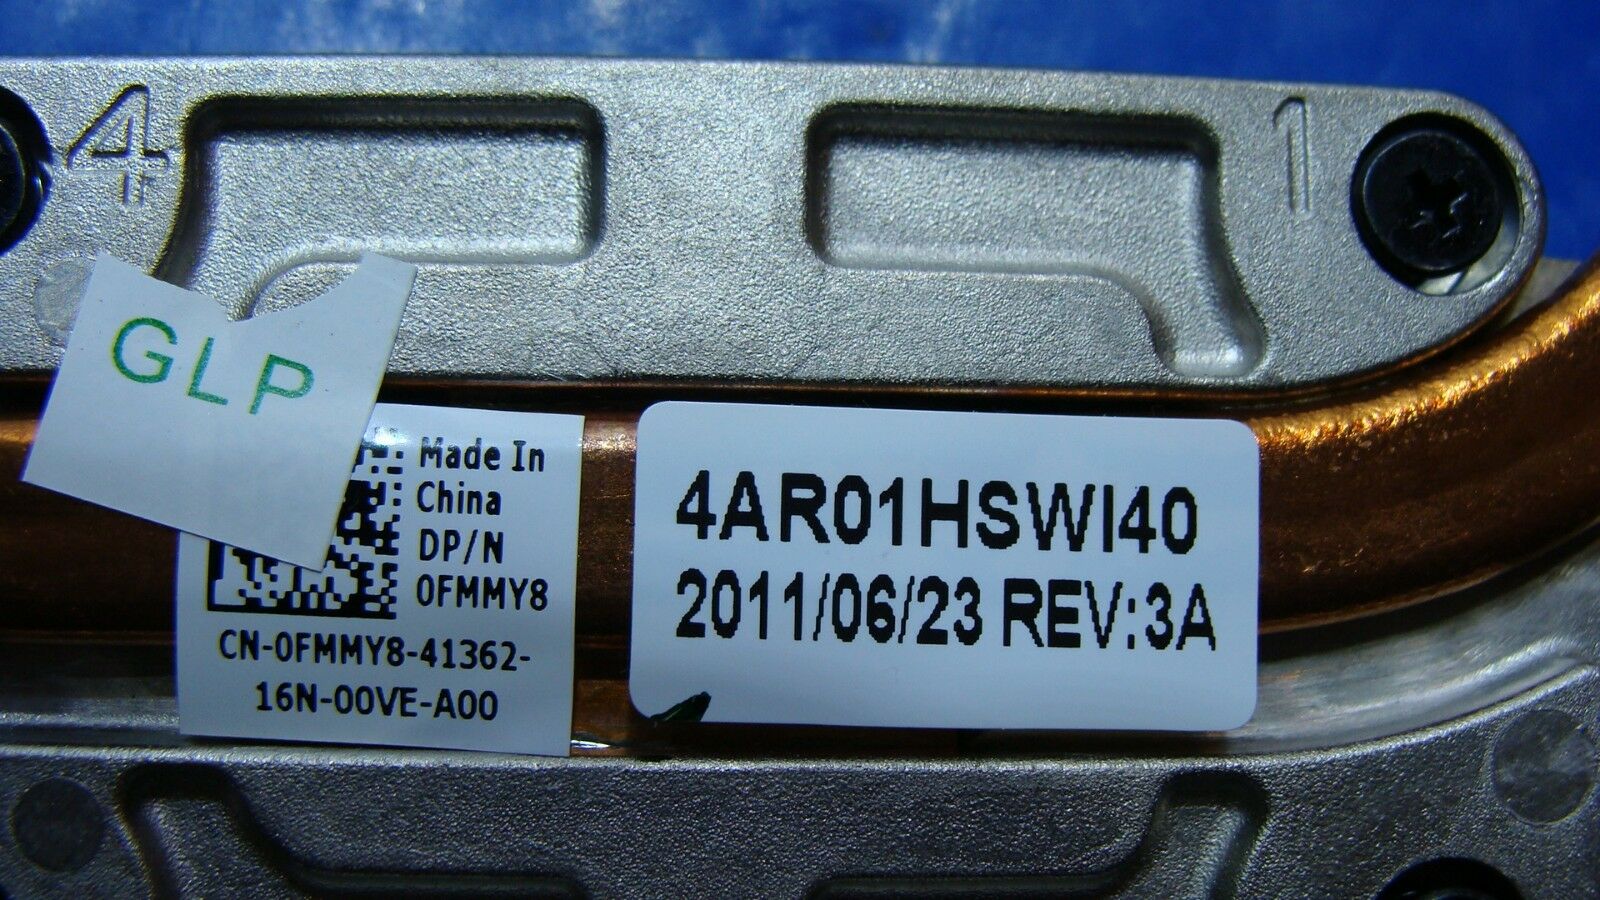 4
1
GLP
Made In
China
DP/N
0FMMY8
CN-0FMMY8-41362-
16N-00VE-A00
4AR01HSWI40
2011/06/23 REV:3A